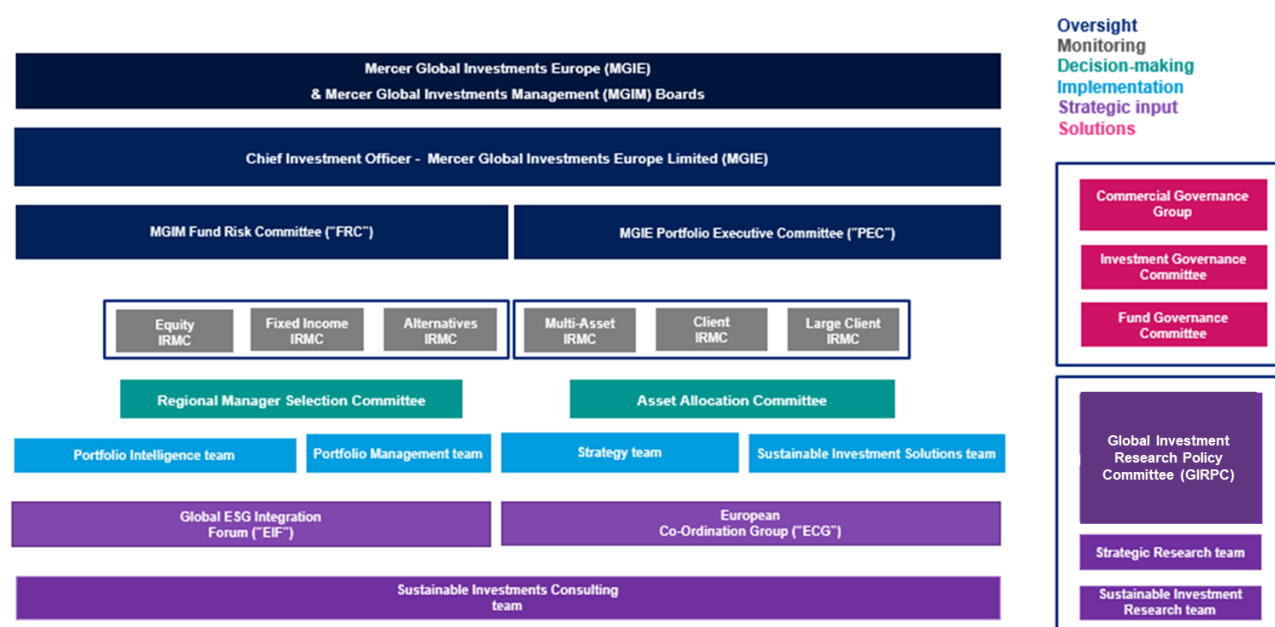 Mercer Global Investments Europe (MGIE)
& Mercer Global Investments Management (MGIM) Boards
Chief Investment Officer - Mercer Global Investments Europe Limited (MGIE)
MGIM Fund Risk Committee ("FRC")
MGIE Portfolio Executive Committee ("PEC")
Equity
IRMC
Fixed Income
IRMC
Alternatives
IRMC
Multi-Asset
IRMC
Client
IRMC
Large Client
IRMC
Regional Manager Selection Committee
Asset Allocation Committee
Portfolio Intelligence team
Portfolio Management team
Strategy team
Sustainable Investment Solutions team
Global ESG Integration
Forum ("EIF")
European
Co-Ordination Group ("ECG")
Sustainable Investments Consulting
team
Oversight
Monitoring
Decision-making
Implementation
Strategic input
Solutions
Commercial Governance
Group
Investment Governance
Committee
Fund Governance
Committee
Global Investment
Research Policy
Committee (GIRPC)
Strategic Research team
Sustainable Investment
Research team